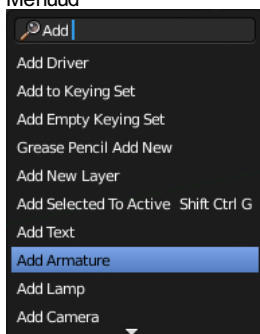 Add
Add Driver
Add to Keying Set
Add Empty Keying Set
Grease Pencil Add New
Add New Layer
Add Selected To Active Shift Ctrl G
Add Text
Add Armature
Add Lamp
Add Camera